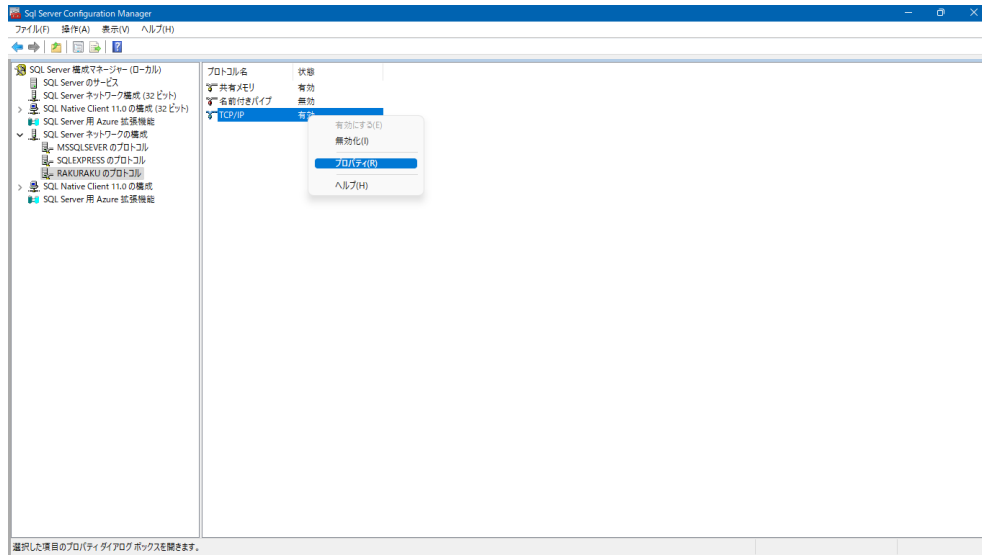 Sql Server Configuration Manager
ファイル(F) 操作(A) 表示(V) ヘルプ(H)
SQL Server 構成マネージャー (ローカル)
SQL Server のサービス
SQL Server ネットワーク構成 (32 ビット)
SQL Native Client 11.0 の構成 (32 ビット)
SQL Server 用 Azure 拡張機能
SQL Server ネットワークの構成
MSSQLSEVER のプロトコル
SQLEXPRESS のプロトコル
RAKURAKU のプロトコル
SQL Native Client 11.0 の構成
SQL Server 用 Azure 拡張機能
プロトコル名 状態
共有メモリ 有効
名前付きパイプ 無効
TCP/IP 有効
有効にする(E)
無効化(I)
プロパティ(R)
ヘルプ(H)
選択した項目のプロパティ ダイアログ ボックスを開きます。